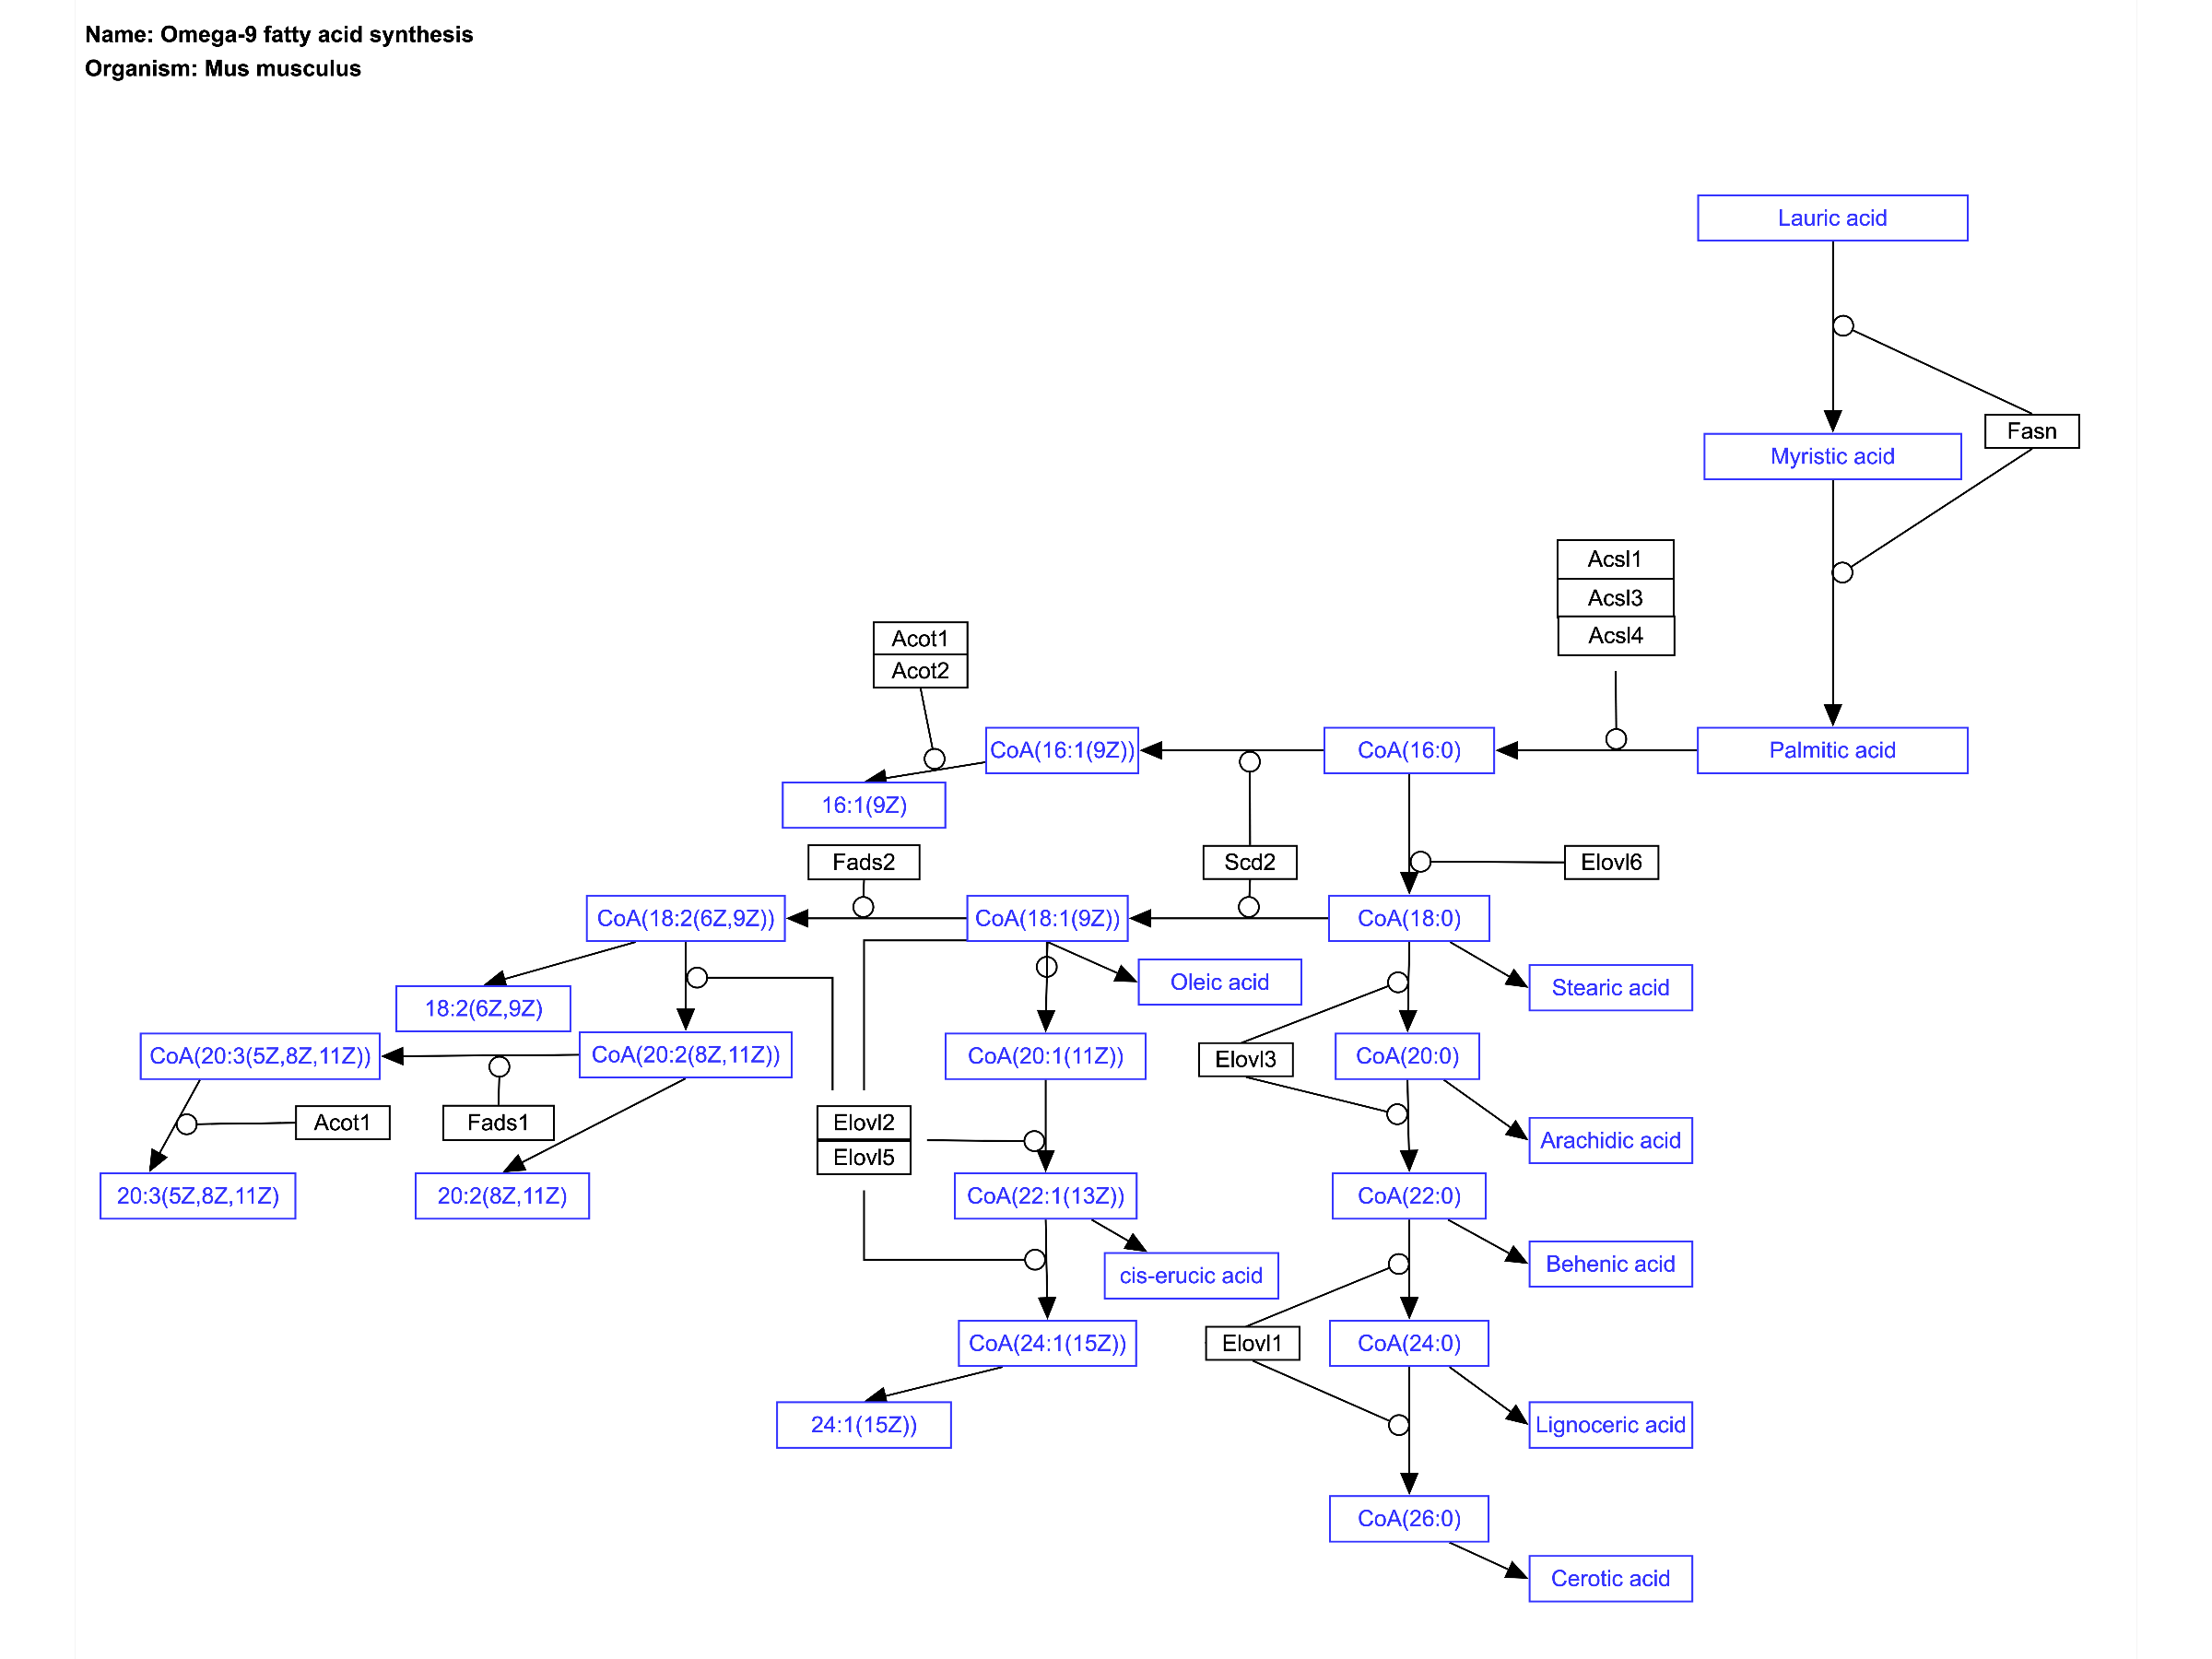 Name: Omega-9 fatty acid synthesis
Organism: Mus musculus
Lauric acid
Fasn
Myristic acid
Acsl1
Acsl3
Acsl4
Acot1
Acot2
CoA(16:1(9Z))
CoA(16:0)
Palmitic acid
16:1(9Z)
Fads2
Scd2
Elovl6
CoA(18:2(6Z,9Z))
CoA(18:1(9Z))
CoA(18:0)
Oleic acid
Stearic acid
18:2(6Z,9Z)
CoA(20:3(5Z,8Z,11Z))
CoA(20:2(8Z,11Z))
CoA(20:1(11Z))
Elovl3
CoA(20:0)
Acot1
Fads1
Elovl2
Elovl5
Arachidic acid
20:3(5Z,8Z,11Z)
20:2(8Z,11Z)
CoA(22:1(13Z))
CoA(22:0)
cis-erucic acid
Behenic acid
CoA(24:1(15Z))
Elovl1
CoA(24:0)
24:1(15Z))
Lignoceric acid
CoA(26:0)
Cerotic acid